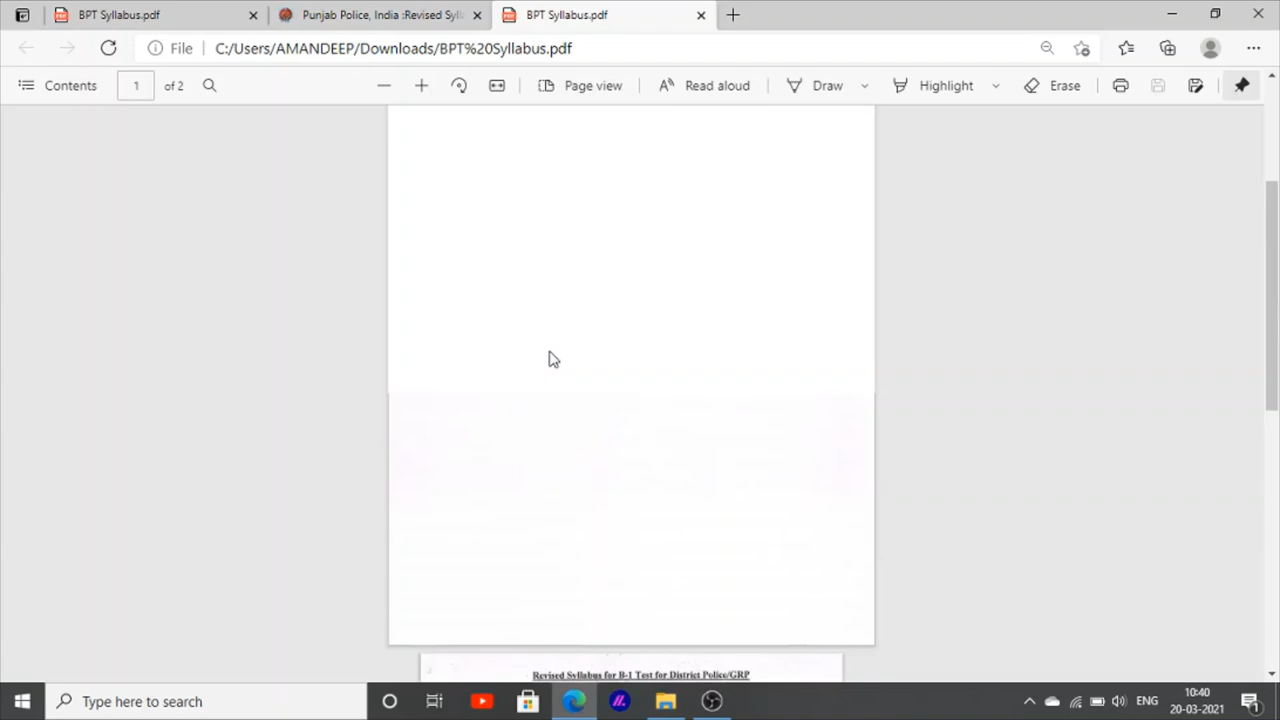 BPT Syllabus.pdf
Punjab Police, India :Revised Syll
BPT Syllabus.pdf
File
C:/Users/AMANDEEP/Downloads/BPT%20Syllabus.pdf
Contents
1
of 2
Page view
Read aloud
Draw
Highlight
Erase
Revised Syllabus for B-1 Test for District Police/GRP
Type here to search
ENG
10:40
20-03-2021
1